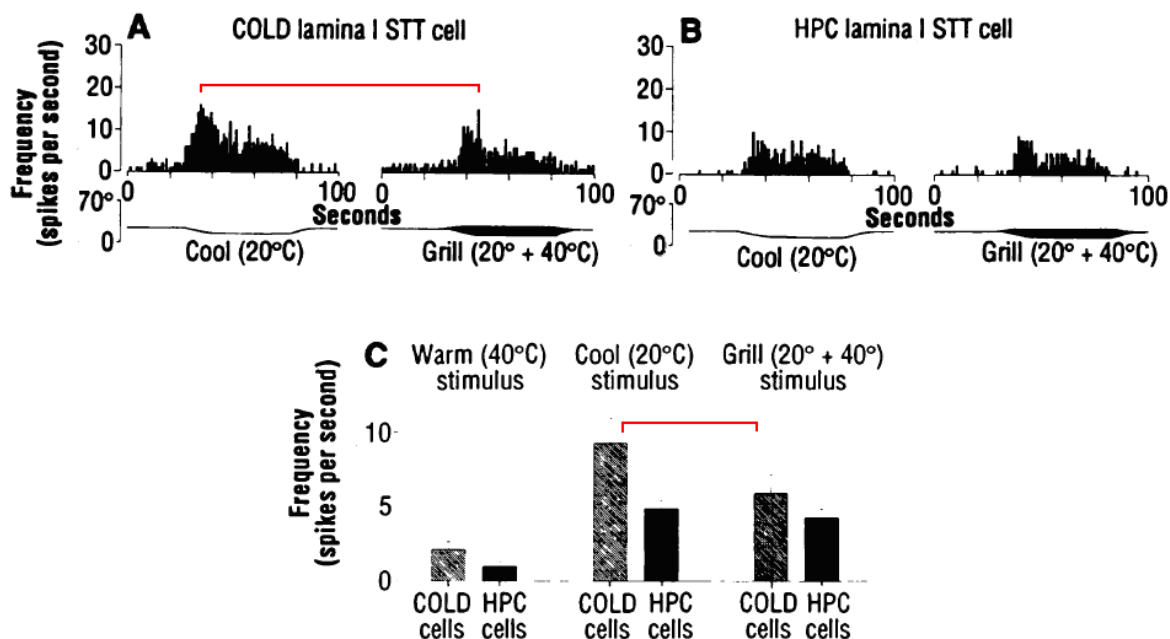 A COLD lamina I STT cell
B HPC lamina I STT cell
Frequency
(spikes per second)
30
20
10
0
0
100
0
100
Seconds
70°
0
Cool (20°C)
Grill (20° + 40°C)
30
20
10
0
0
100
0
100
Seconds
70°
0
Cool (20°C)
Grill (20° + 40°C)
C
Warm (40°C)
stimulus
Cool (20°C)
stimulus
Grill (20° + 40°)
stimulus
Frequency
(spikes per second)
10
5
0
COLD
cells
HPC
cells
COLD
cells
HPC
cells
COLD
cells
HPC
cells